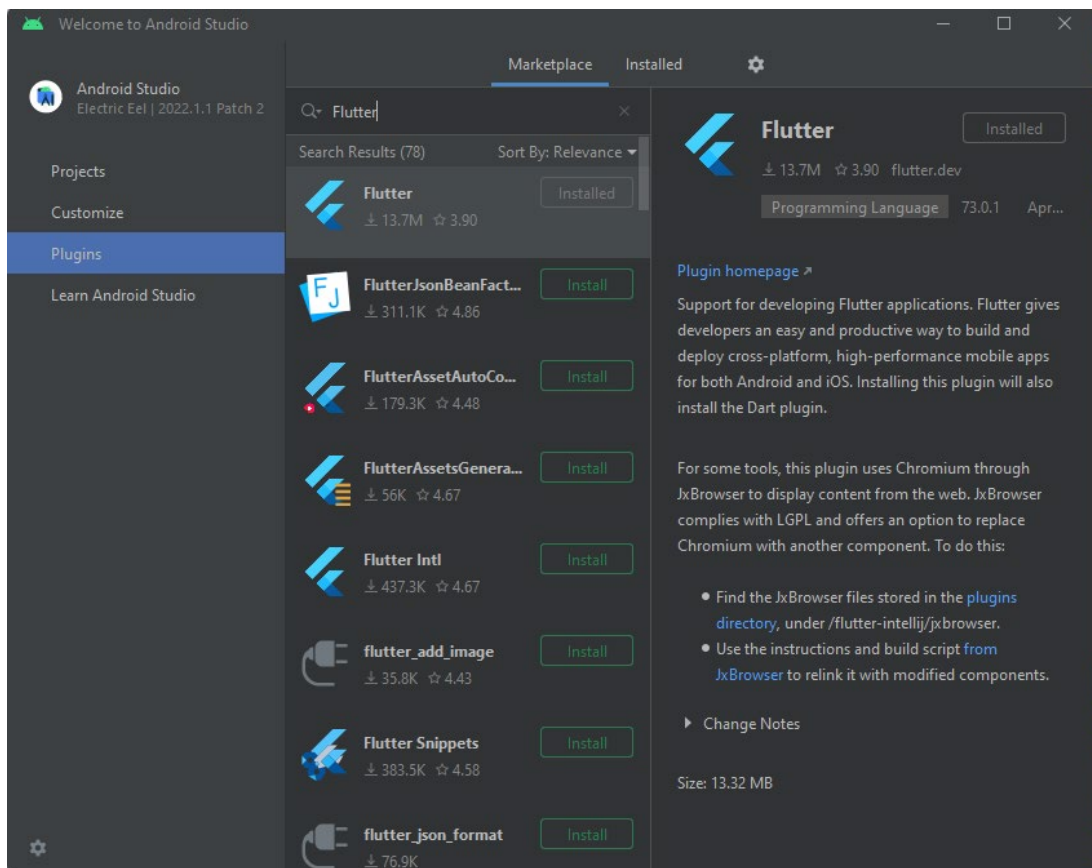 Welcome to Android Studio
Android Studio
Electric Eel | 2022.1.1 Patch 2
Projects
Customize
Plugins
Learn Android Studio
Marketplace Installed
Flutter
Search Results (78) Sort By: Relevance
Flutter Installed
13.7M 3.90
FlutterJsonBeanFact... Install
311.1K 4.86
FlutterAssetAutoCo... Install
179.3K 4.48
FlutterAssetsGenera... Install
56K 4.67
Flutter Intl Install
437.3K 4.67
flutter_add_image Install
35.8K 4.43
Flutter Snippets Install
383.5K 4.58
flutter_json_format Install
76.9K
Flutter Installed
13.7M 3.90 flutter.dev
Programming Language 73.0.1 Apr...
Plugin homepage ↗
Support for developing Flutter applications. Flutter gives
developers an easy and productive way to build and
deploy cross-platform, high-performance mobile apps
for both Android and iOS. Installing this plugin will also
install the Dart plugin.
For some tools, this plugin uses Chromium through
JxBrowser to display content from the web. JxBrowser
complies with LGPL and offers an option to replace
Chromium with another component. To do this:
• Find the JxBrowser files stored in the plugins
directory, under /flutter-intellij/jxbrowser.
• Use the instructions and build script from
JxBrowser to relink it with modified components.
Change Notes
Size: 13.32 MB